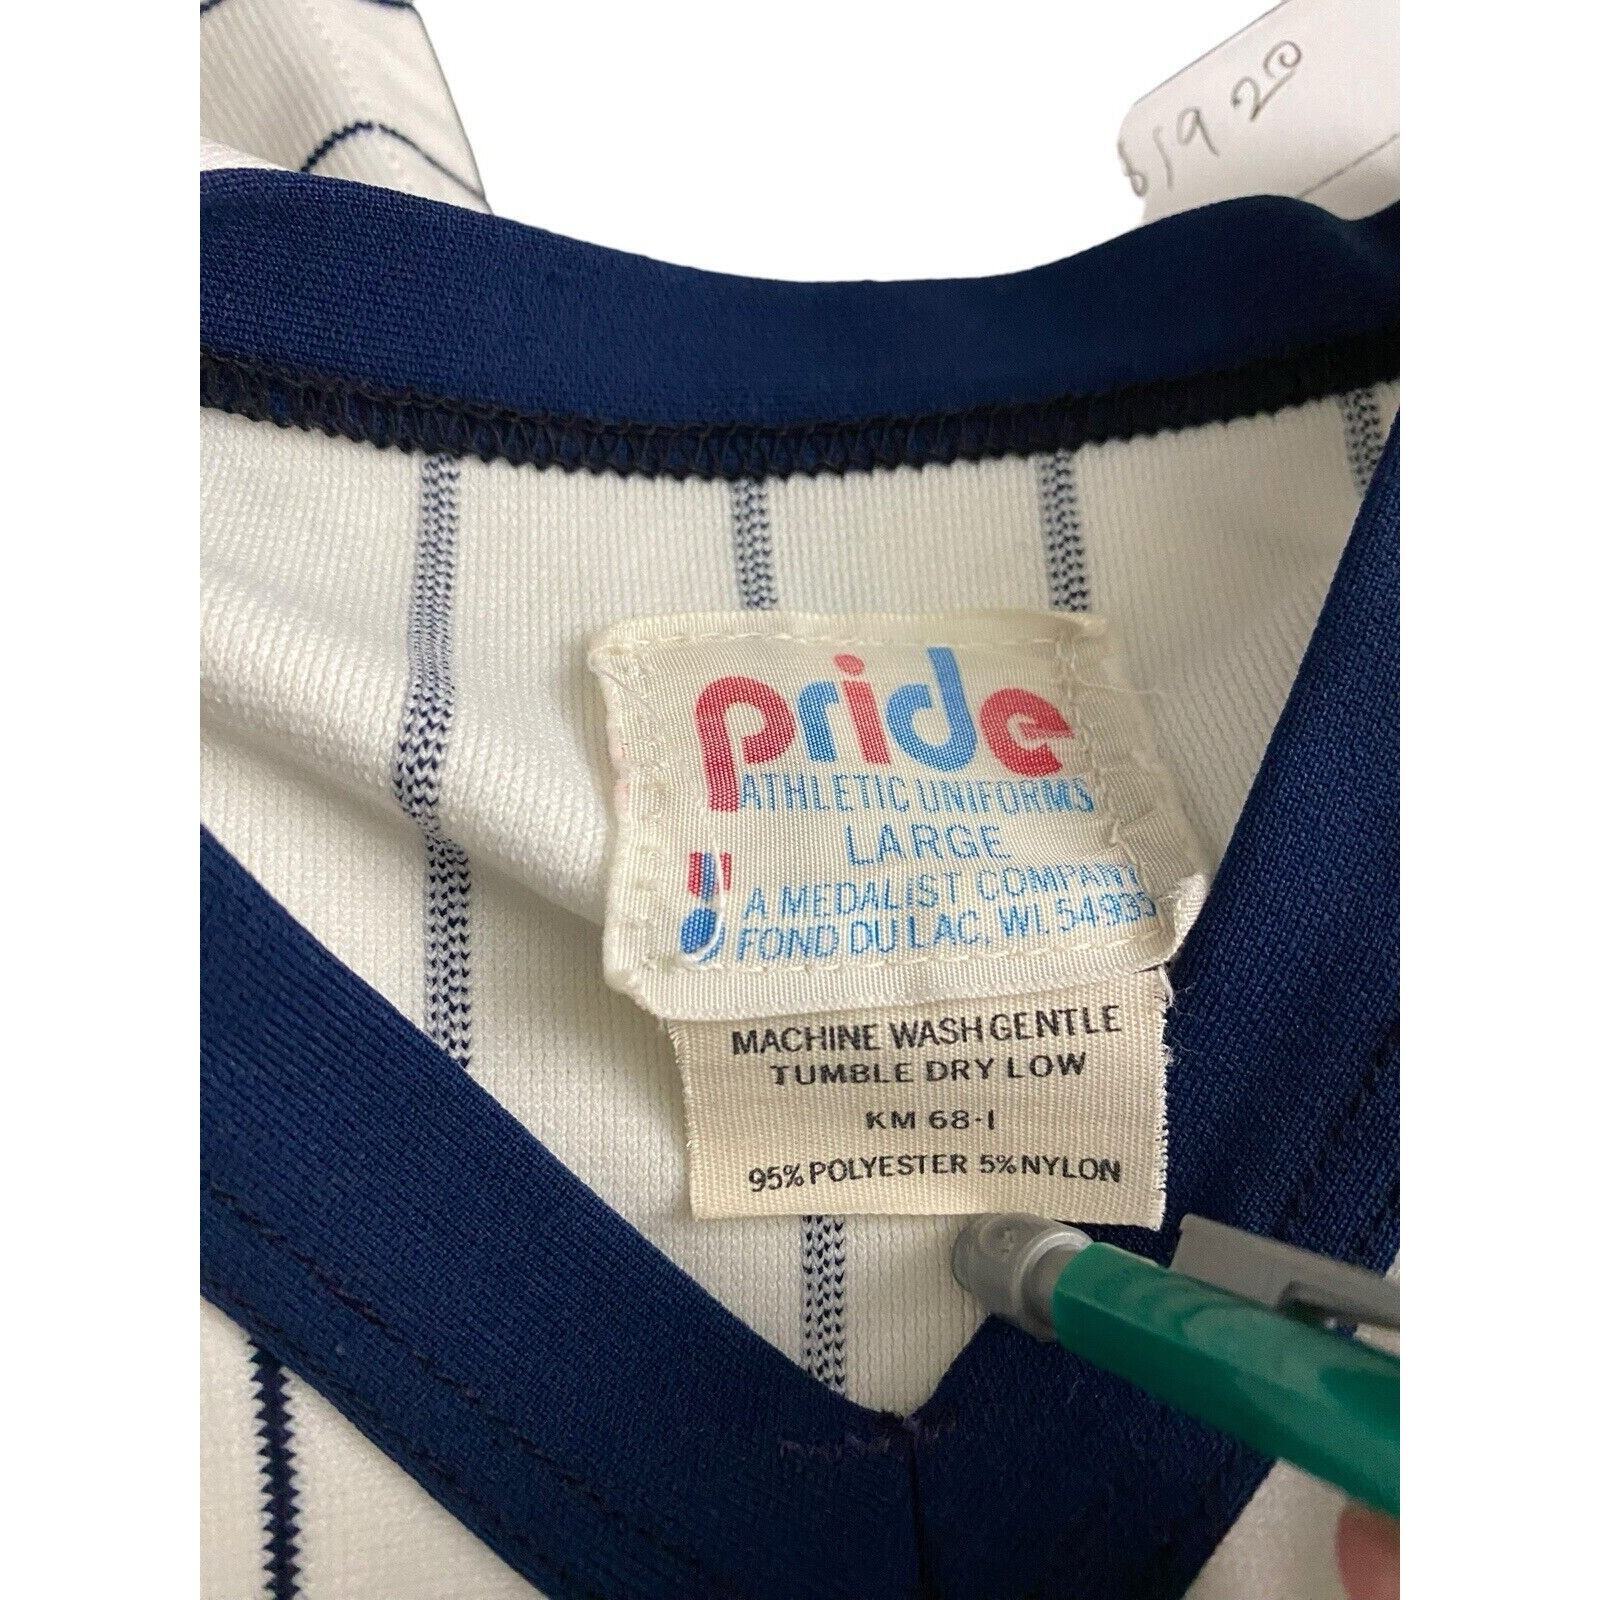 81920
pride
ATHLETIC UNIFORMS
LARGE
A MEDALIST COMPANY
FOND DU LAC, WI. 54935
MACHINE WASH GENTLE
TUMBLE DRY LOW
KM 68-1
95% POLYESTER 5% NYLON